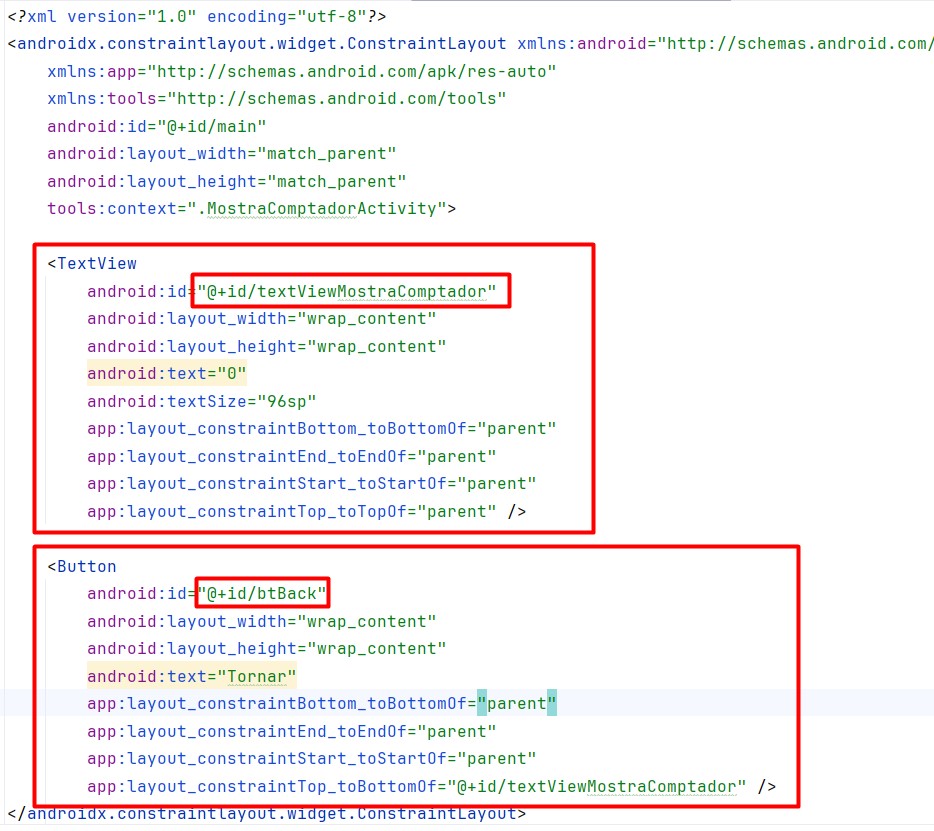 <?xml version="1.0" encoding="utf-8"?>
<androidx.constraintlayout.widget.ConstraintLayout xmlns:android="http://schemas.android.com/
xmlns:app="http://schemas.android.com/apk/res-auto"
xmlns:tools="http://schemas.android.com/tools"
android:id="@+id/main"
android:layout_width="match_parent"
android:layout_height="match_parent"
tools:context=".MostraComptadorActivity">
<TextView
android:id="@+id/textViewMostraComptador"
android:layout_width="wrap_content"
android:layout_height="wrap_content"
android:text="0"
android:textSize="96sp"
app:layout_constraintBottom_toBottomOf="parent"
app:layout_constraintEnd_toEndOf="parent"
app:layout_constraintStart_toStartOf="parent"
app:layout_constraintTop_toTopOf="parent" />
<Button
android:id="@+id/btBack"
android:layout_width="wrap_content"
android:layout_height="wrap_content"
android:text="Tornar"
app:layout_constraintBottom_toBottomOf="parent"
app:layout_constraintEnd_toEndOf="parent"
app:layout_constraintStart_toStartOf="parent"
app:layout_constraintTop_toBottomOf="@+id/textViewMostraComptador" />
</androidx.constraintlayout.widget.ConstraintLayout>